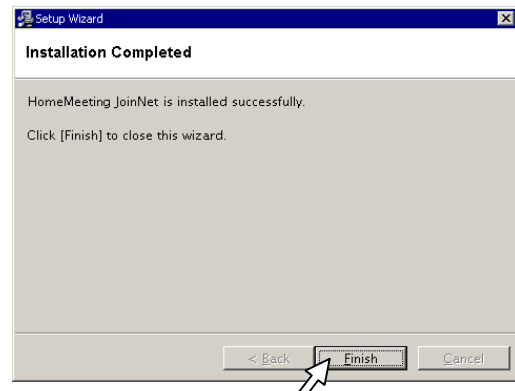 Setup Wizard
Installation Completed
HomeMeeting JoinNet is installed successfully.
Click [Finish] to close this wizard.
< Back Finish Cancel